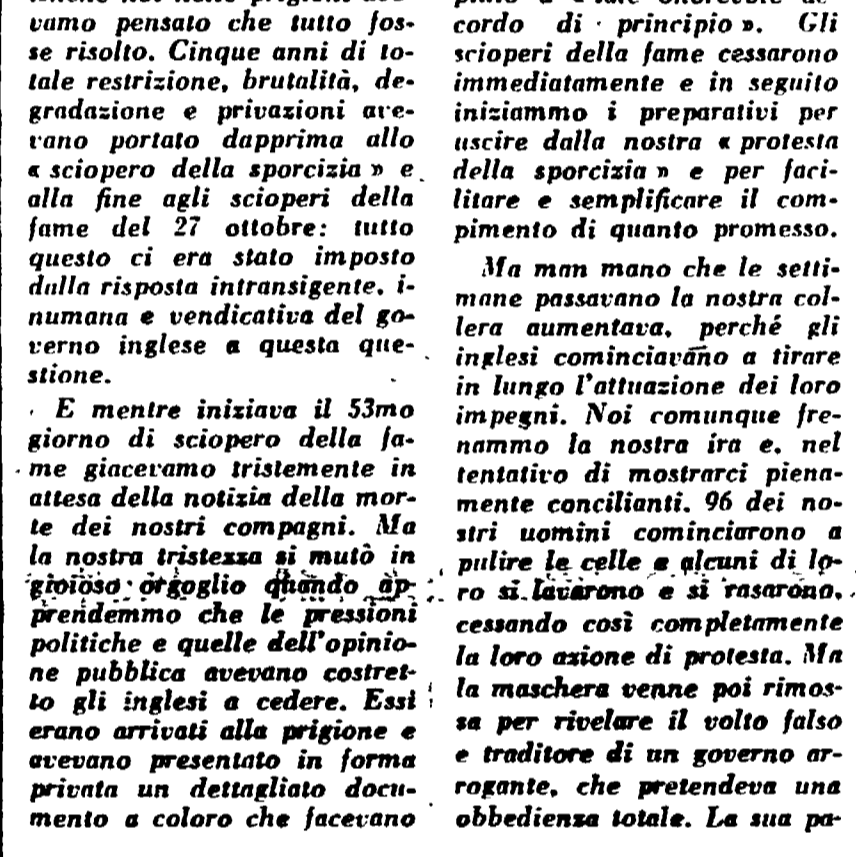 vamo pensato che tutto fos-
se risolto. Cinque anni di to-
tale restrizione, brutalità, de-
gradazione e privazioni ave-
vano portato dapprima allo
« sciopero della sporcizia » e
alla fine agli scioperi della
fame del 27 ottobre: tutto
questo ci era stato imposto
dalla risposta intransigente, i-
numana e vendicativa del go-
verno inglese a questa que-
stione.
E mentre iniziava il 53mo
giorno di sciopero della fa-
me giacevamo tristemente in
attesa della notizia della mor-
te dei nostri compagni. Ma
la nostra tristezza si mutò in
gioioso orgoglio quando ap-
prendemmo che le pressioni
politiche e quelle dell'opinio-
ne pubblica avevano costret-
to gli inglesi a cedere. Essi
erano arrivati alla prigione e
avevano presentato in forma
privata un dettagliato docu-
mento a coloro che facevano
cordo di principio ». Gli
scioperi della fame cessarono
immediatamente e in seguito
iniziammo i preparativi per
uscire dalla nostra « protesta
della sporcizia » e per faci-
litare e semplificare il com-
pimento di quanto promesso.
Ma man mano che le setti-
mane passavano la nostra col-
lera aumentava, perché gli
inglesi cominciavano a tirare
in lungo l'attuazione dei loro
impegni. Noi comunque fre-
nammo la nostra ira e, nel
tentativo di mostrarci piena-
mente concilianti, 96 dei no-
stri uomini cominciarono a
pulire le celle e alcuni di lo-
ro si lavarono e si rasarono,
cessando così completamente
la loro azione di protesta. Ma
la maschera venne poi rimos-
sa per rivelare il volto falso
e traditore di un governo ar-
rogante, che pretendeva una
obbedienza totale. La sua pa-